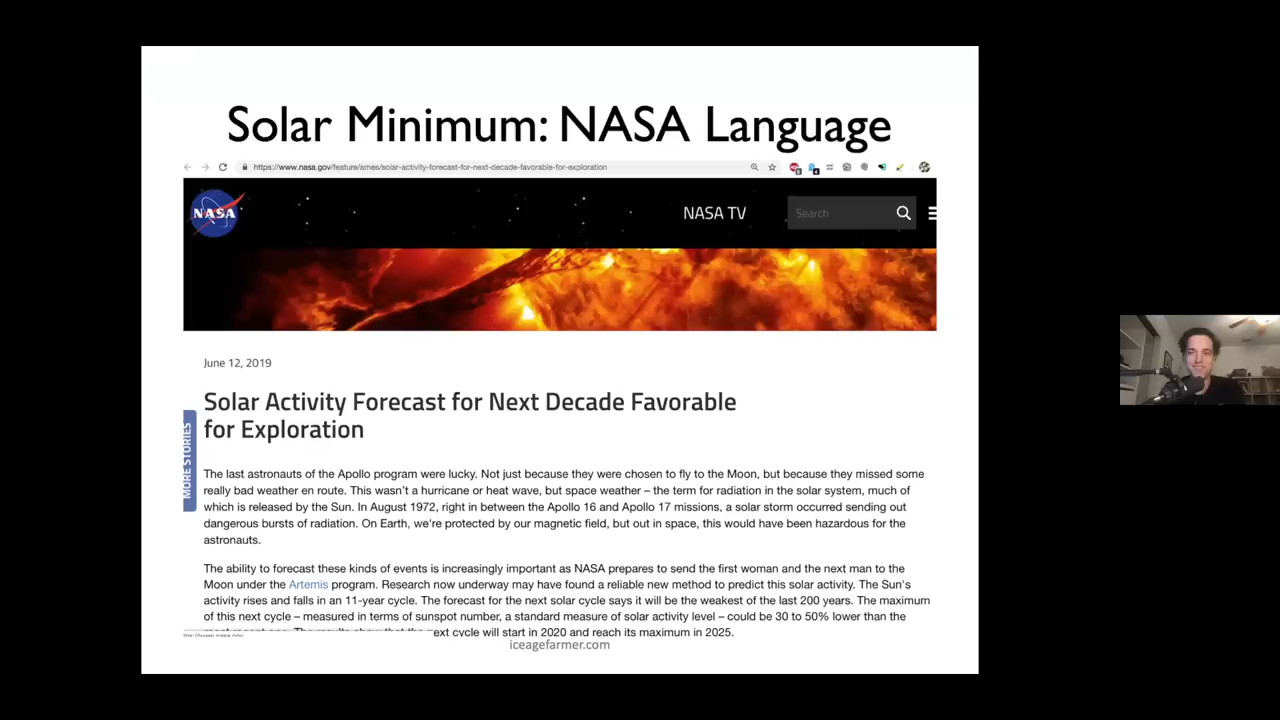 Solar Minimum: NASA Language
https://www.nasa.gov/feature/ames/solar-activity-forecast-for-next-decade-favorable-for-exploration
NASA
NASA TV
Search
June 12, 2019
Solar Activity Forecast for Next Decade Favorable
for Exploration
MORE STORIES
The last astronauts of the Apollo program were lucky. Not just because they were chosen to fly to the Moon, but because they missed some
really bad weather en route. This wasn't a hurricane or heat wave, but space weather – the term for radiation in the solar system, much of
which is released by the Sun. In August 1972, right in between the Apollo 16 and Apollo 17 missions, a solar storm occurred sending out
dangerous bursts of radiation. On Earth, we're protected by our magnetic field, but out in space, this would have been hazardous for the
astronauts.
The ability to forecast these kinds of events is increasingly important as NASA prepares to send the first woman and the next man to the
Moon under the Artemis program. Research now underway may have found a reliable new method to predict this solar activity. The Sun's
activity rises and falls in an 11-year cycle. The forecast for the next solar cycle says it will be the weakest of the last 200 years. The maximum
of this next cycle – measured in terms of sunspot number, a standard measure of solar activity level – could be 30 to 50% lower than the
next cycle will start in 2020 and reach its maximum in 2025.
iceagefarmer.com